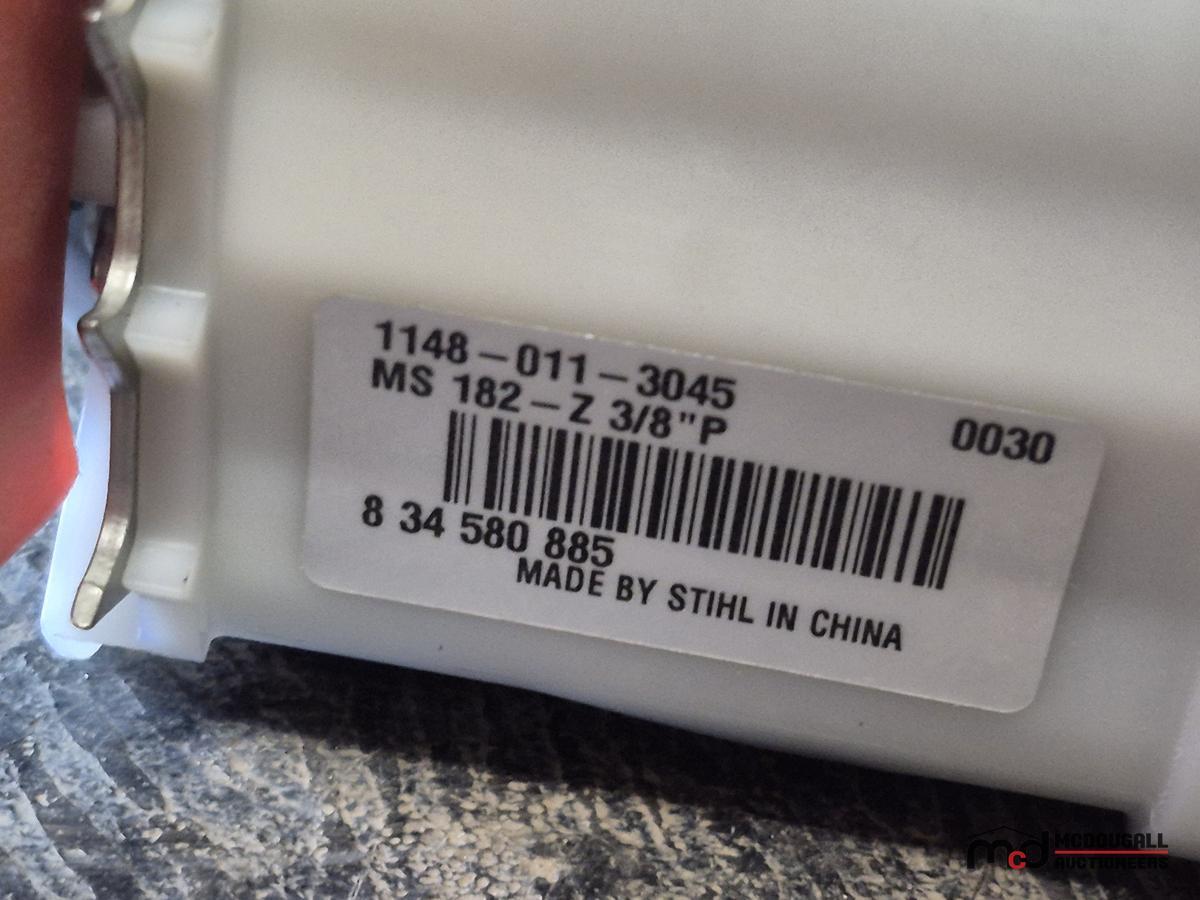 1148-011-3045
MS 182-Z 3/8"P
0030
8 34 580 885
MADE BY STIHL IN CHINA
mcd MCDOUGALL
AUCTIONEERS